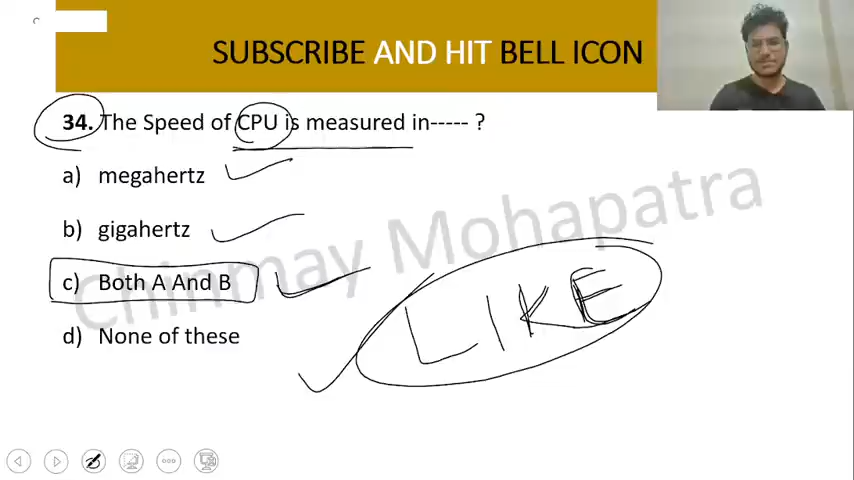 SUBSCRIBE AND HIT BELL ICON
34. The Speed of CPU is measured in----- ?
a) megahertz
b) gigahertz
c) Both A And B
d) None of these
Chinmay Mohapatra
LIKE